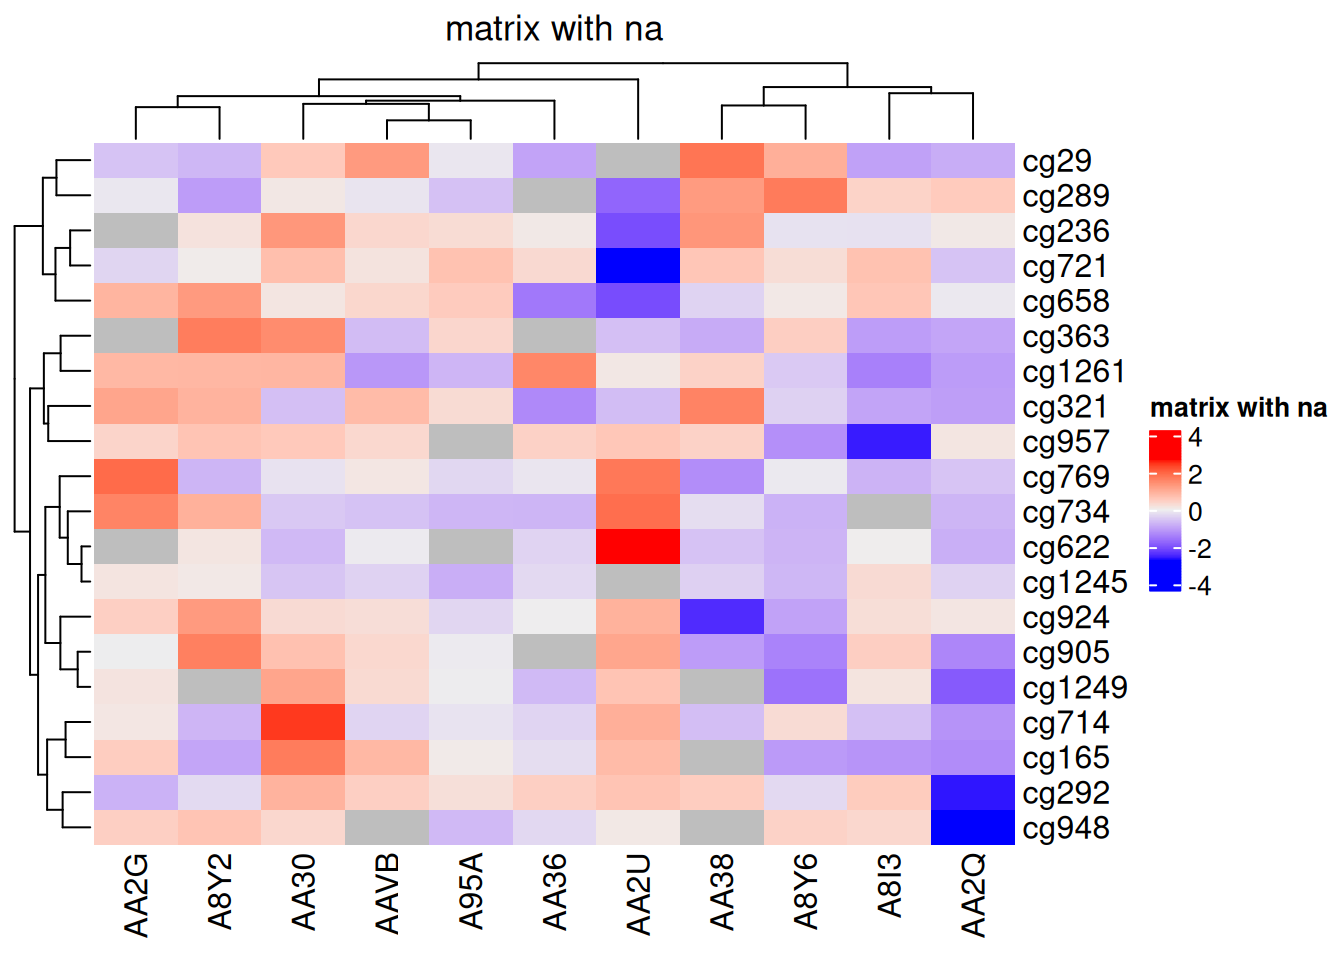 matrix with na
cg29
cg289
cg236
cg721
cg658
cg363
cg1261
cg321
cg957
cg769
cg734
cg622
cg1245
cg924
cg905
cg1249
cg714
cg165
cg292
cg948
AA2G
A8Y2
AA30
AAVB
A95A
AA36
AA2U
AA38
A8Y6
A8I3
AA2Q
matrix with na
4
2
0
-2
-4